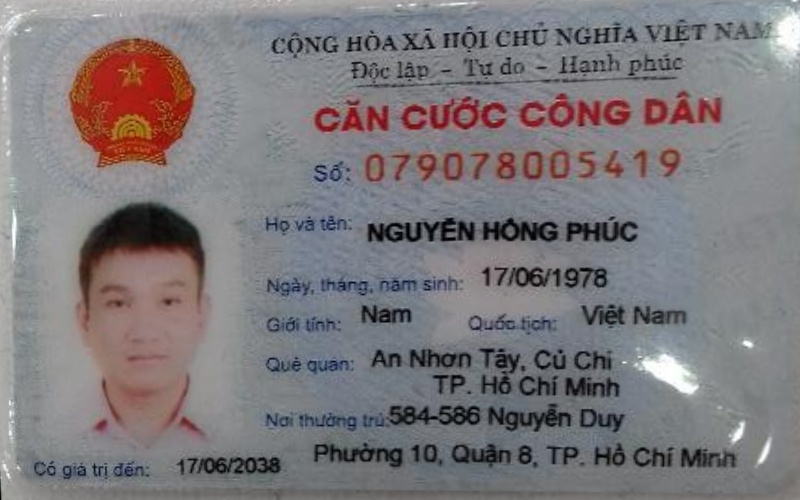 CỘNG HÒA XÃ HỘI CHỦ NGHĨA VIỆT NAM
Độc lập - Tự do - Hạnh phúc
CĂN CƯỚC CÔNG DÂN
Số: 079078005419
Họ và tên: NGUYỄN HỒNG PHÚC
Ngày, tháng, năm sinh: 17/06/1978
Giới tính: Nam Quốc tịch: Việt Nam
Quê quán: An Nhơn Tây, Củ Chi
TP. Hồ Chí Minh
Nơi thường trú: 584-586 Nguyễn Duy
Phường 10, Quận 8, TP. Hồ Chí Minh
Có giá trị đến: 17/06/2038